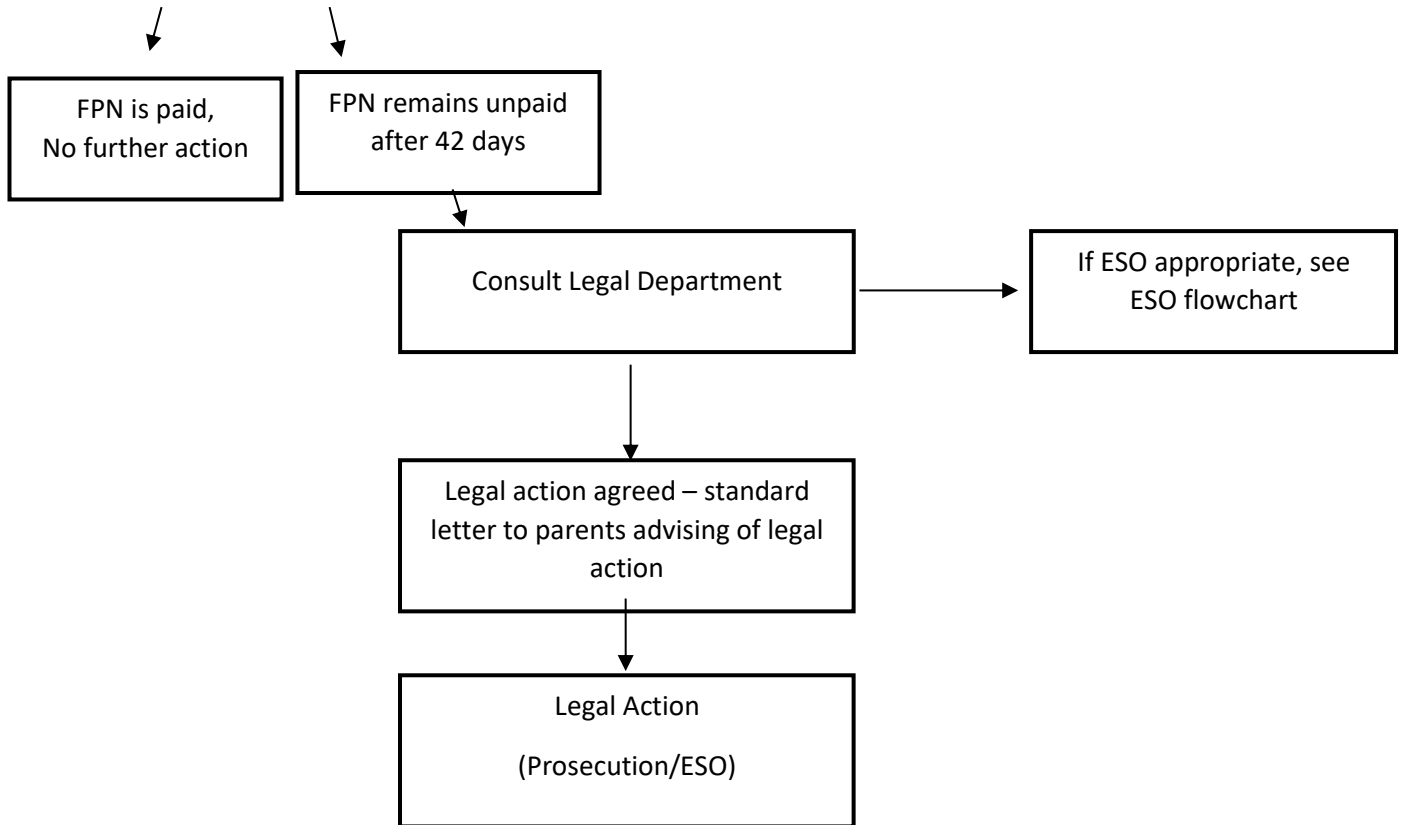 FPN is paid,
No further action
FPN remains unpaid
after 42 days
Consult Legal Department
If ESO appropriate, see
ESO flowchart
Legal action agreed – standard
letter to parents advising of legal
action
Legal Action
(Prosecution/ESO)